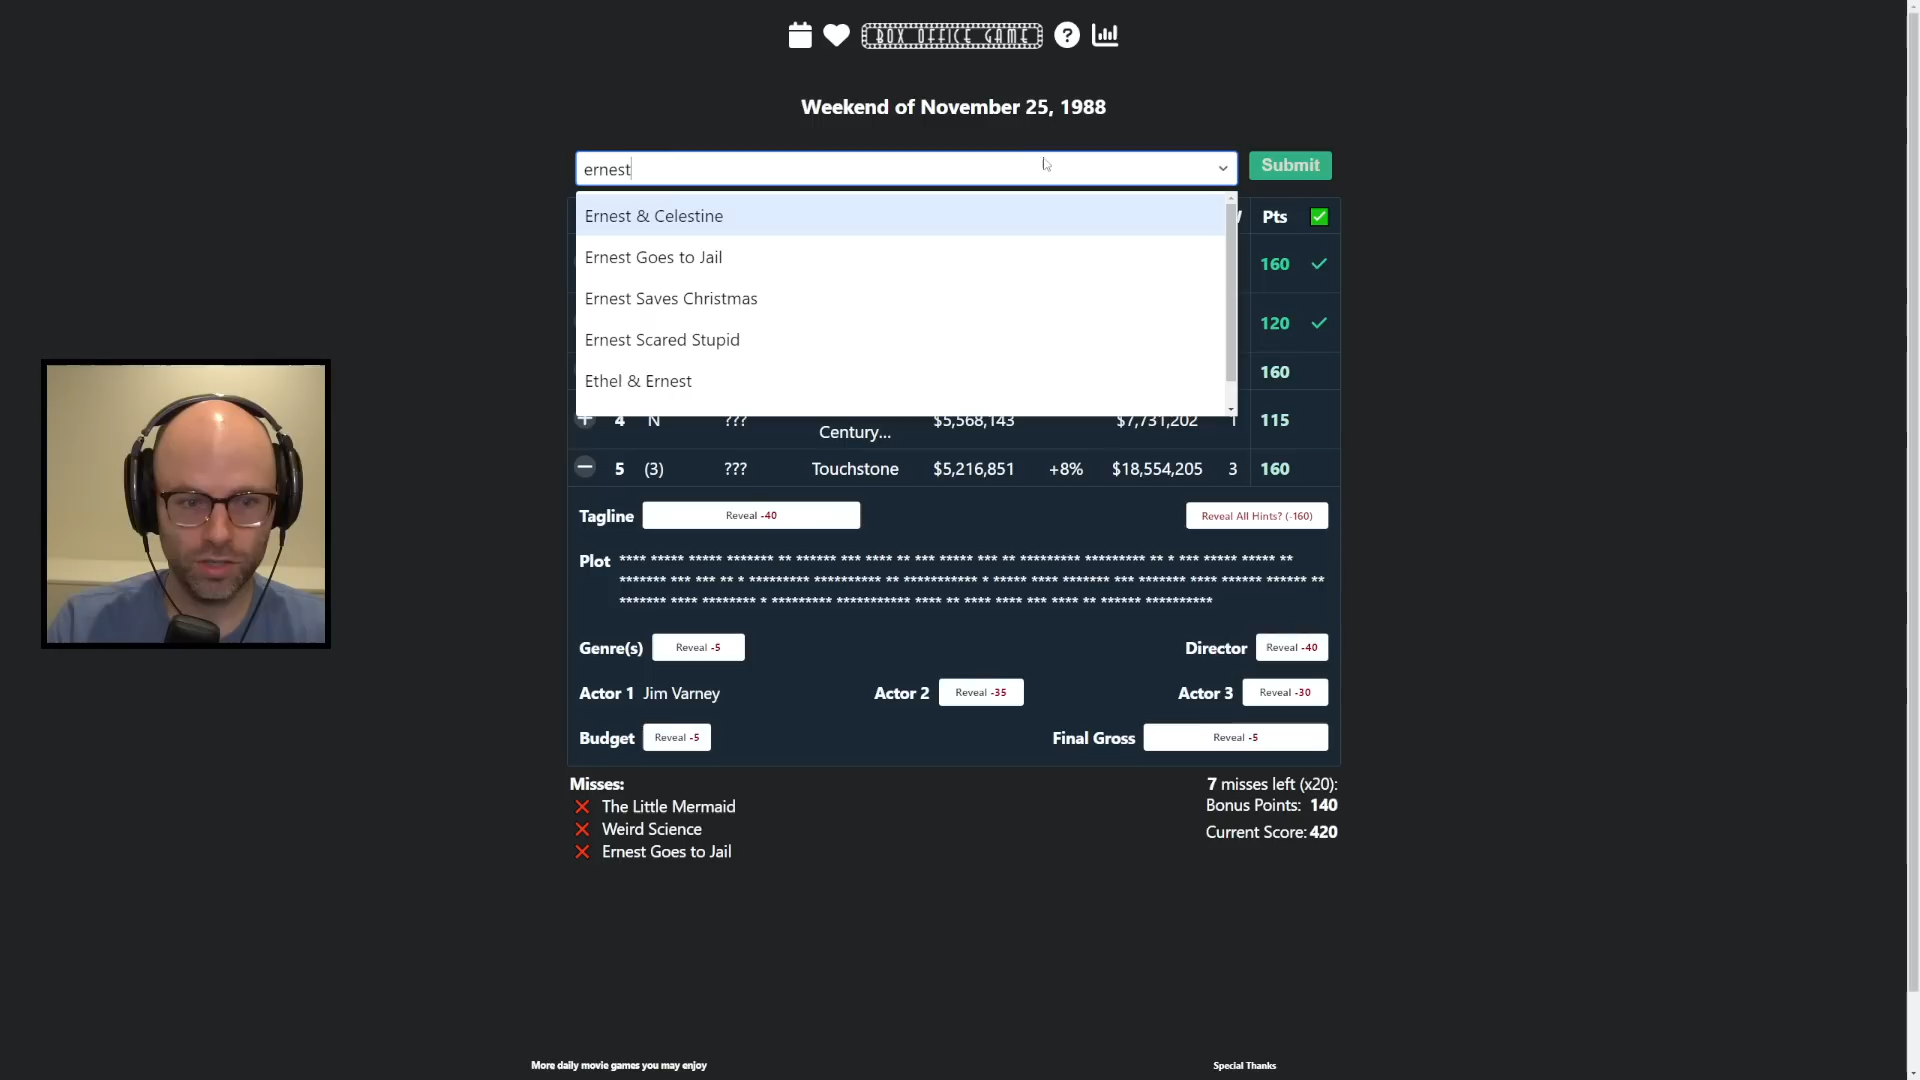 BOX OFFICE GAME ?
Weekend of November 25, 1988
ernest
Submit
Ernest & Celestine
Ernest Goes to Jail
Ernest Saves Christmas
Ernest Scared Stupid
Ethel & Ernest
Pts
160
120
160
4 N ??? Century... $5,568,143 $7,731,202 1 115
5 (3) ??? Touchstone $5,216,851 +8% $18,554,205 3 160
Tagline Reveal -40 Reveal All Hints? (-160)
Plot **** ***** ***** ******* ** ****** *** **** ** *** ***** *** ** ********* ********* ** * *** ***** ***** **
******* *** *** ** * ********* ********** ** *********** * ***** **** ******* *** ******* **** ****** ****** **
******* **** ******** * ********* *********** **** ** **** **** *** **** ** ****** **********
Genre(s) Reveal -5 Director Reveal -40
Actor 1 Jim Varney Actor 2 Reveal -35 Actor 3 Reveal -30
Budget Reveal -5 Final Gross Reveal -5
Misses: 7 misses left (x20):
The Little Mermaid Bonus Points: 140
Weird Science Current Score: 420
Ernest Goes to Jail
More daily movie games you may enjoy Special Thanks